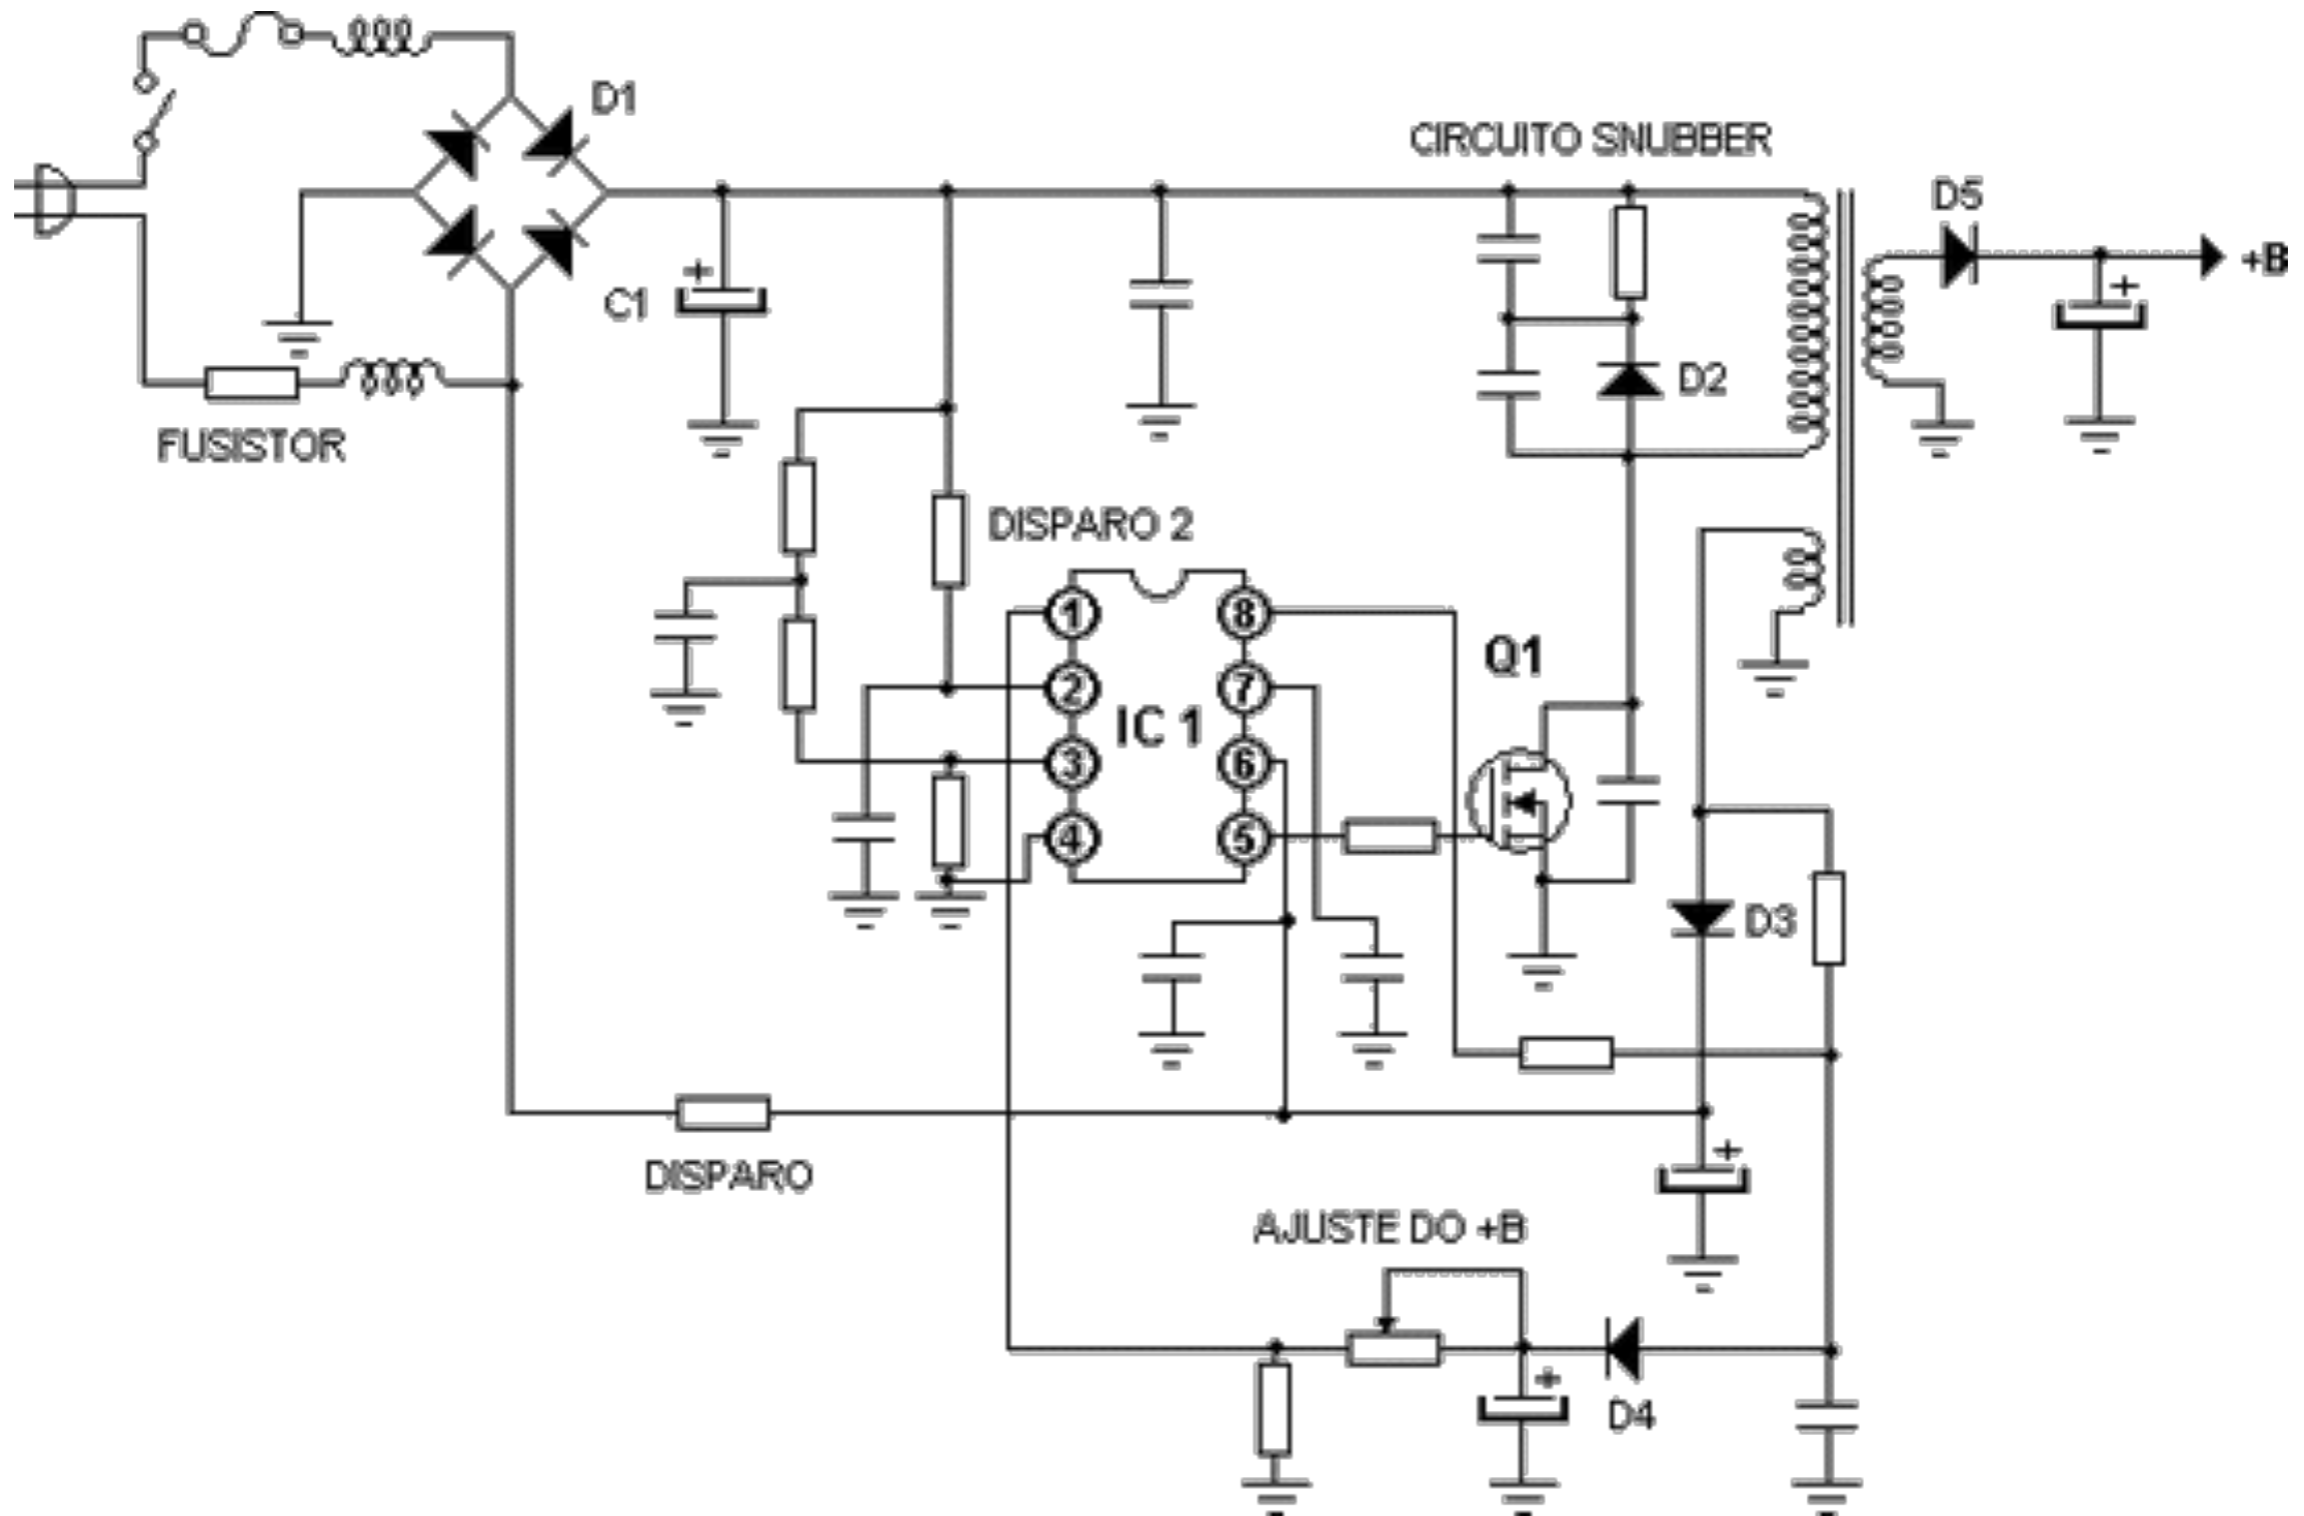 D1
CIRCUITO SNUBBER
D5
+B
+
C1
+
D2
FUSISTOR
DISPARO 2
1
8
Q1
2
7
IC 1
3
6
4
5
D3
DISPARO
+
AJUSTE DO +B
+
D4